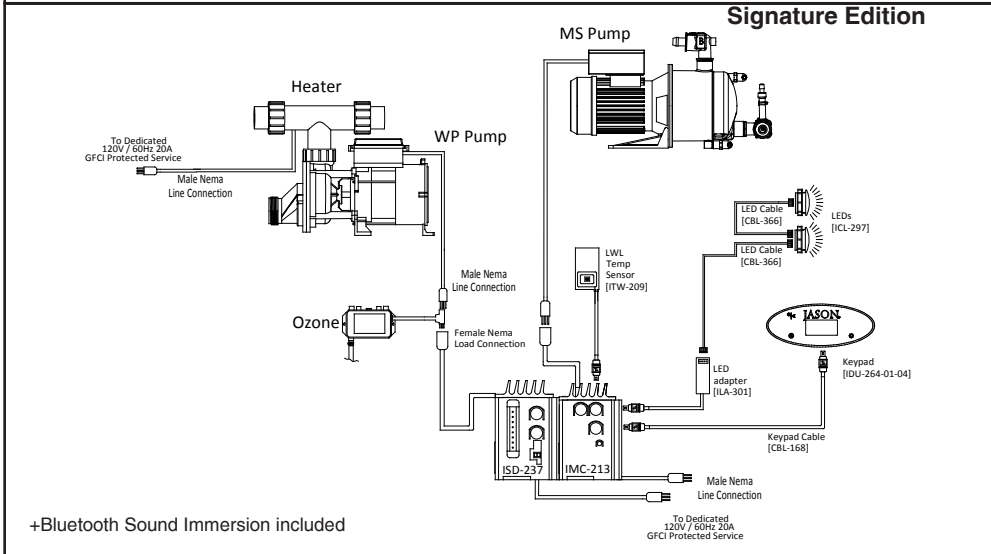 Signature Edition
MS Pump
Heater
WP Pump
To Dedicated
120V / 60Hz 20A
GFCI Protected Service
Male Nema
Line Connection
LED Cable
[CBL-366]
LEDs
[ICL-297]
LED Cable
[CBL-366]
LWL
Temp
Sensor
[ITW-209]
Male Nema
Line Connection
Ozone
Female Nema
Load Connection
JASON
Keypad
[IDU-264-01-04]
LED
adapter
[ILA-301]
Keypad Cable
[CBL-168]
ISD-237
IMC-213
Male Nema
Line Connection
To Dedicated
120V / 60Hz 20A
GFCI Protected Service
+Bluetooth Sound Immersion included